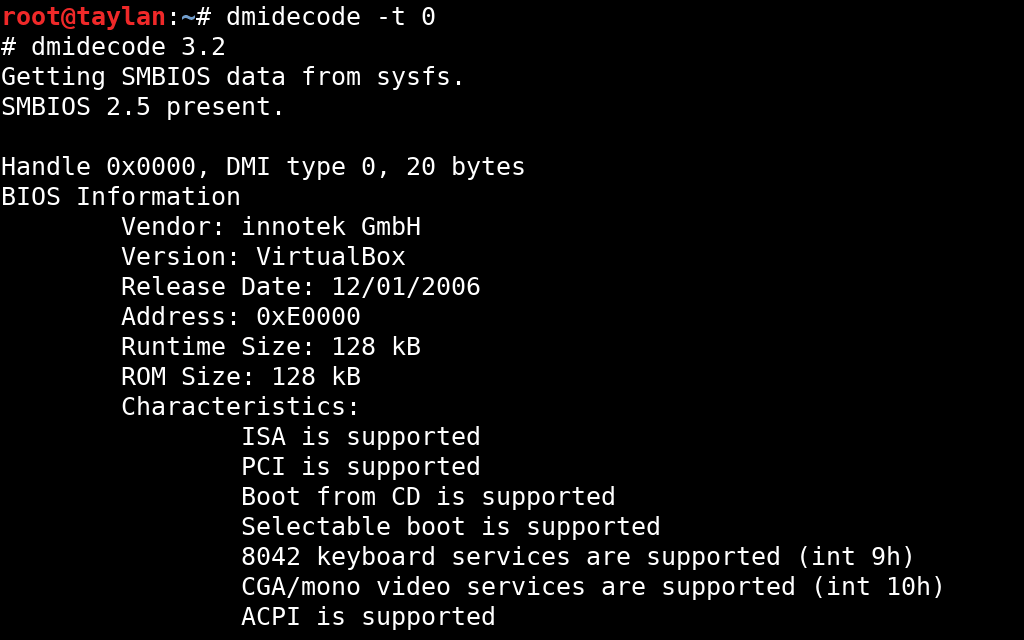 root@taylan:~# dmidecode -t 0
# dmidecode 3.2
Getting SMBIOS data from sysfs.
SMBIOS 2.5 present.

Handle 0x0000, DMI type 0, 20 bytes
BIOS Information
        Vendor: innotek GmbH
        Version: VirtualBox
        Release Date: 12/01/2006
        Address: 0xE0000
        Runtime Size: 128 kB
        ROM Size: 128 kB
        Characteristics:
                ISA is supported
                PCI is supported
                Boot from CD is supported
                Selectable boot is supported
                8042 keyboard services are supported (int 9h)
                CGA/mono video services are supported (int 10h)
                ACPI is supported